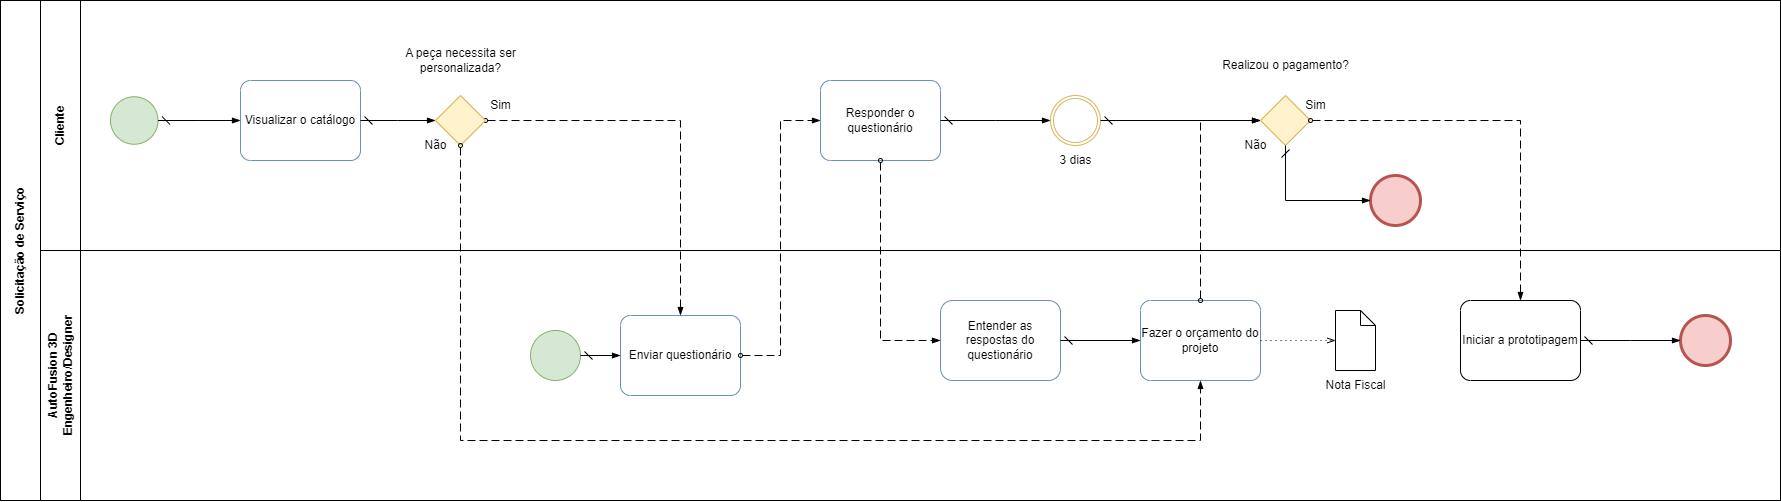 Solicitação de Serviço
Cliente
A peça necessita ser
personalizada?
Visualizar o catálogo
Sim
Não
Responder o
questionário
3 dias
Realizou o pagamento?
Sim
Não
AutoFusion 3D
Engenheiro/Designer
Enviar questionário
Entender as
respostas do
questionário
Fazer o orçamento do
projeto
Nota Fiscal
Iniciar a prototipagem